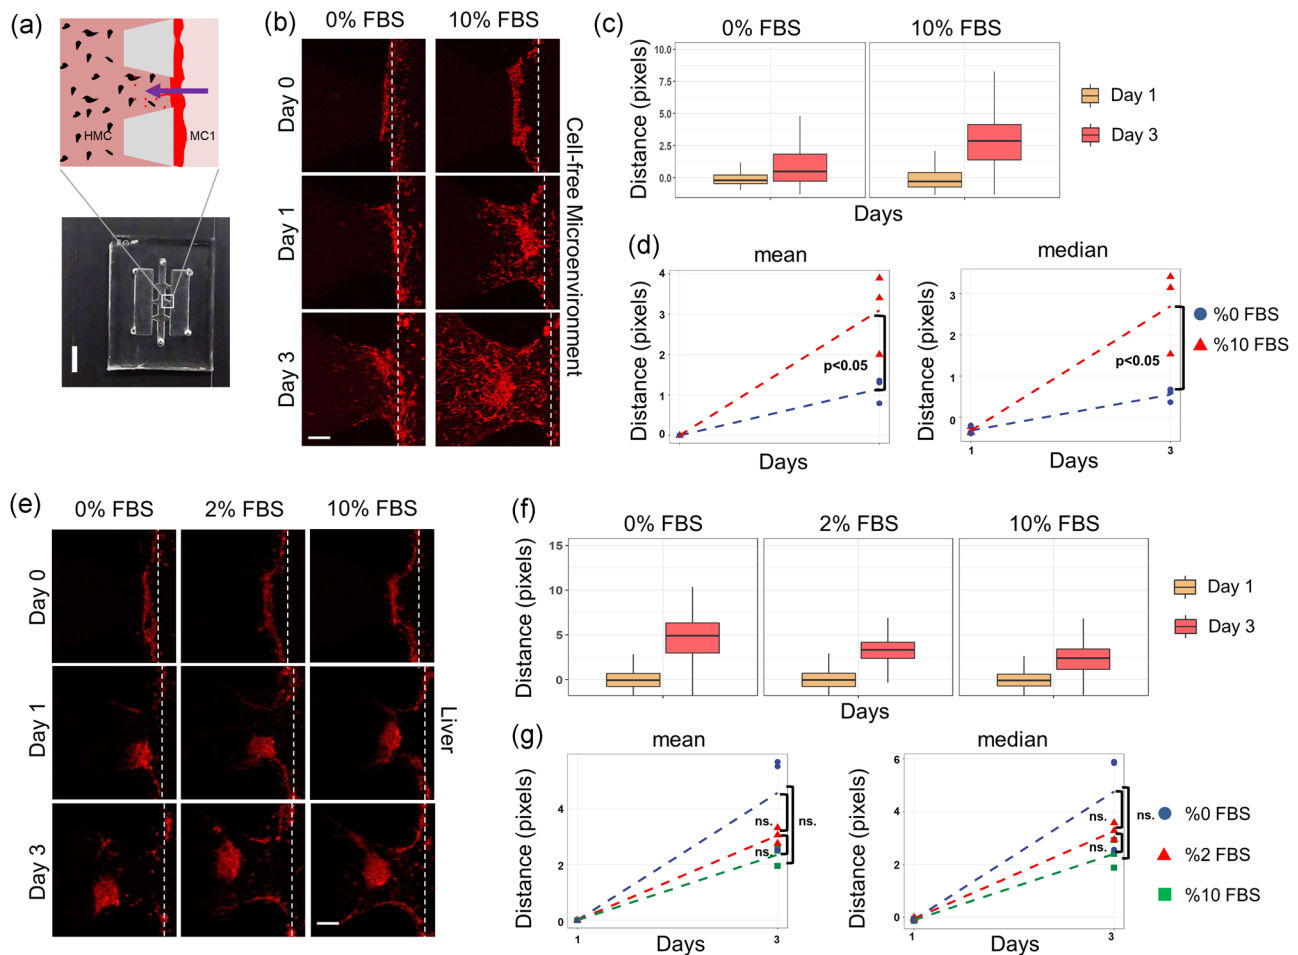 (a)
HMC
MC1
(b)
0% FBS
10% FBS
Day 0
Day 1
Day 3
Cell-free Microenvironment
(c)
0% FBS
10% FBS
Distance (pixels)
10.0
7.5
5.0
2.5
0.0
Days
Day 1
Day 3
(d)
mean
Distance (pixels)
4
3
2
1
0
p<0.05
Days
median
Distance (pixels)
3
2
1
0
p<0.05
1
3
Days
%0 FBS
%10 FBS
(e)
0% FBS
2% FBS
10% FBS
Day 0
Day 1
Day 3
Liver
(f)
0% FBS
2% FBS
10% FBS
Distance (pixels)
15
10
5
0
Days
Day 1
Day 3
(g)
mean
Distance (pixels)
4
2
0
ns.
ns.
ns.
1
3
Days
median
Distance (pixels)
6
4
2
0
ns.
ns.
ns.
1
3
Days
%0 FBS
%2 FBS
%10 FBS